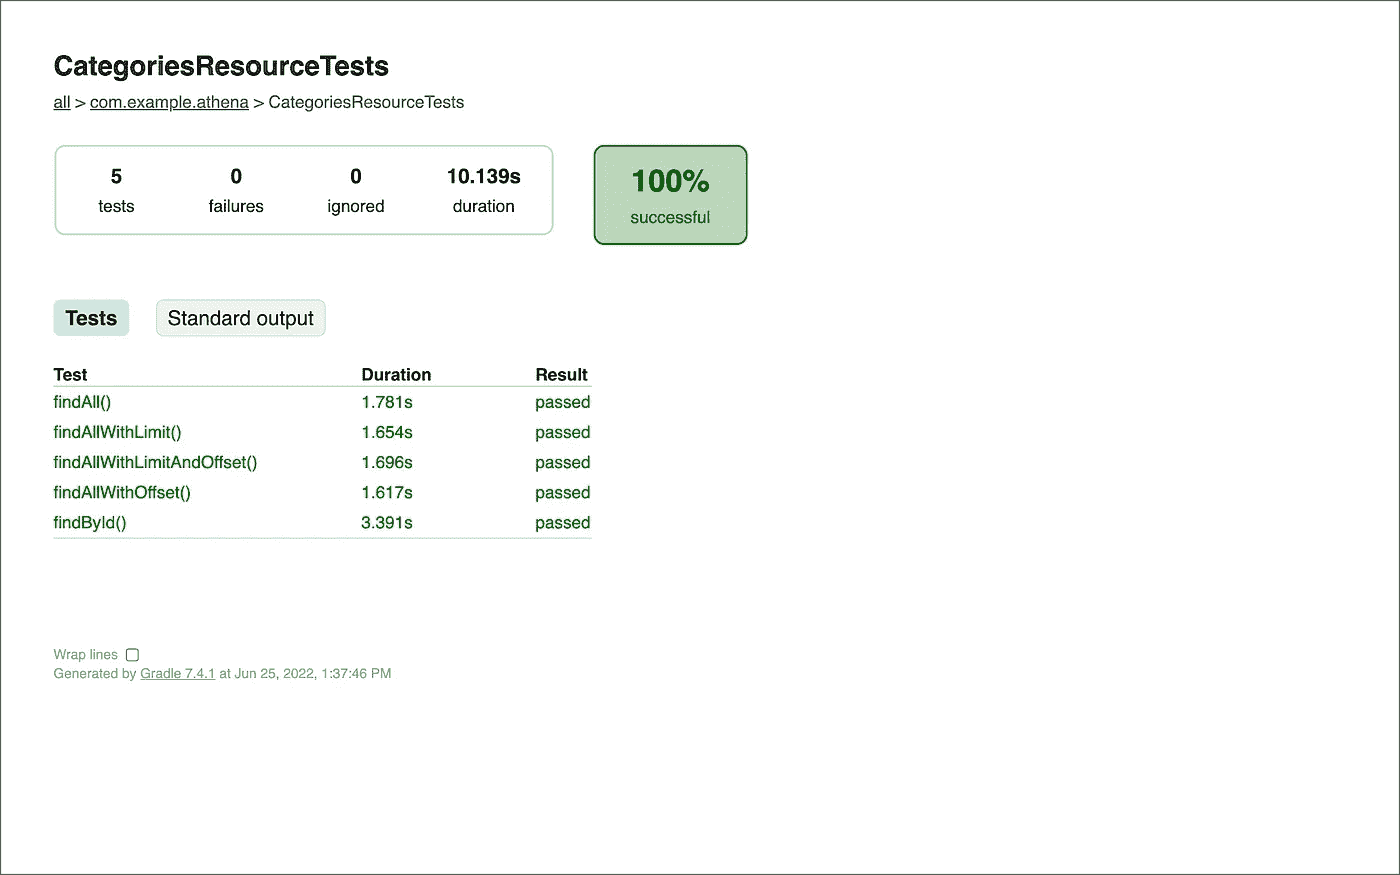 CategoriesResourceTests
all > com.example.athena > CategoriesResourceTests
5 0 0 10.139s
tests failures ignored duration
100%
successful
Tests Standard output
Test Duration Result
findAll() 1.781s passed
findAllWithLimit() 1.654s passed
findAllWithLimitAndOffset() 1.696s passed
findAllWithOffset() 1.617s passed
findById() 3.391s passed
Wrap lines
Generated by Gradle 7.4.1 at Jun 25, 2022, 1:37:46 PM